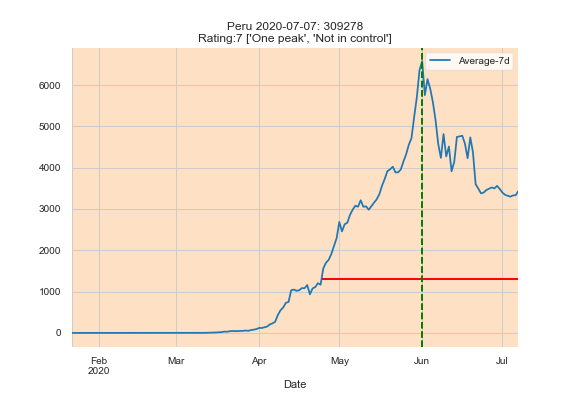 Peru 2020-07-07: 309278
Rating:7 ['One peak', 'Not in control']
Average-7d
6000
5000
4000
3000
2000
1000
0
Feb
2020
Mar
Apr
May
Jun
Jul
Date